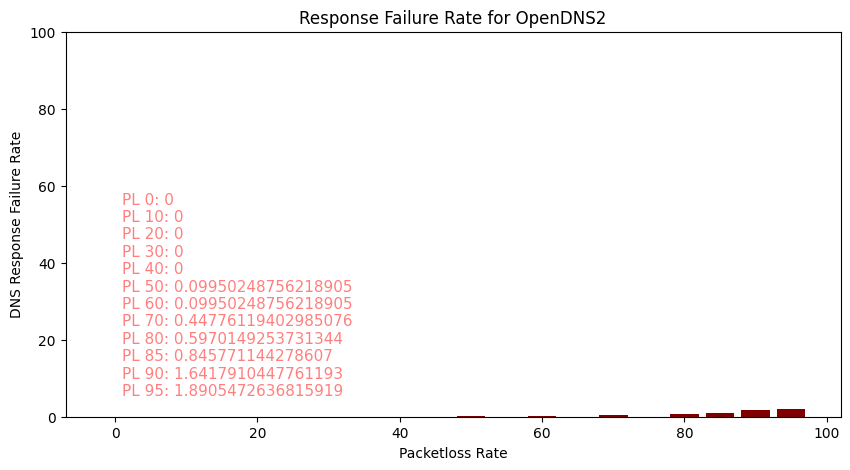 Response Failure Rate for OpenDNS2
100
80
60
40
20
0
DNS Response Failure Rate
PL 0: 0
PL 10: 0
PL 20: 0
PL 30: 0
PL 40: 0
PL 50: 0.09950248756218905
PL 60: 0.09950248756218905
PL 70: 0.44776119402985076
PL 80: 0.5970149253731344
PL 85: 0.845771144278607
PL 90: 1.6417910447761193
PL 95: 1.8905472636815919
0 20 40 60 80 100
Packetloss Rate